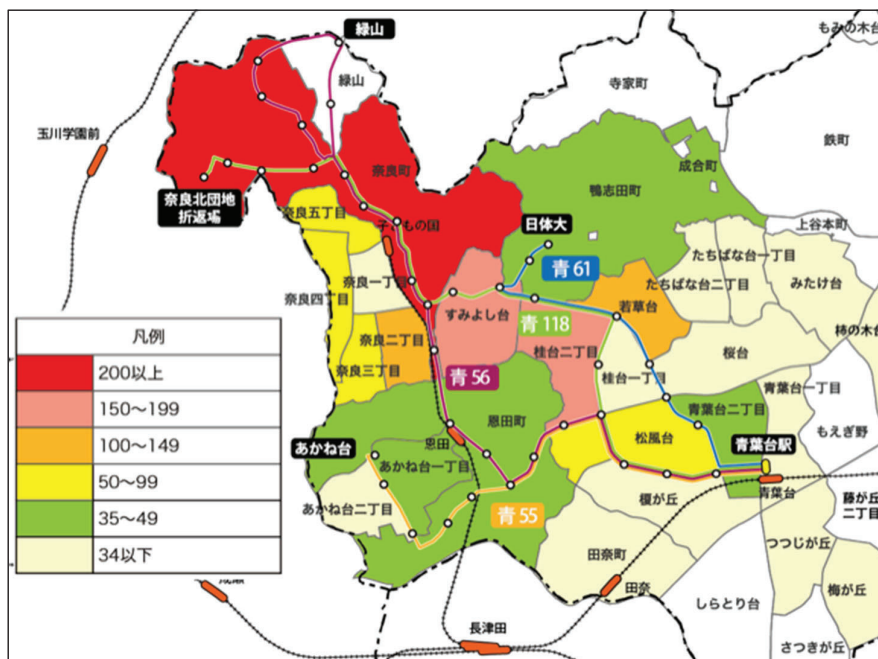 緑山
もみの木台
緑山
寺家町
玉川学園前
鉄町
奈良町
成合町
鴨志田町
奈良北団地
折返場
奈良五丁目
日体大
上谷本町
こどもの国
たちばな台一丁目
青 61
奈良一丁目
たちばな台二丁目
みたけ台
奈良四丁目
すみよし台
若草台
青 118
柿の木台
凡例
奈良二丁目
桜台
200以上
奈良三丁目
青 56
桂台二丁目
桂台一丁目
青葉台一丁目
150～199
恩田町
青葉台二丁目
もえぎ野
100～149
あかね台
恩田
松風台
青葉台駅
50～99
あかね台一丁目
青葉台
35～49
あかね台二丁目
青 55
榎が丘
藤が丘
二丁目
34以下
つつじが丘
田奈町
田奈
梅が丘
しらとり台
長津田
さつきが丘